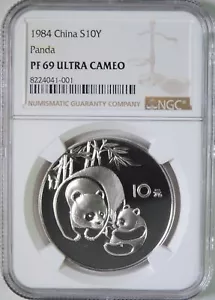 1984 China S10Y
Panda
PF 69 ULTRA CAMEO
8224041-001
NUMISMATIC GUARANTY COMPANY
NGC
10元